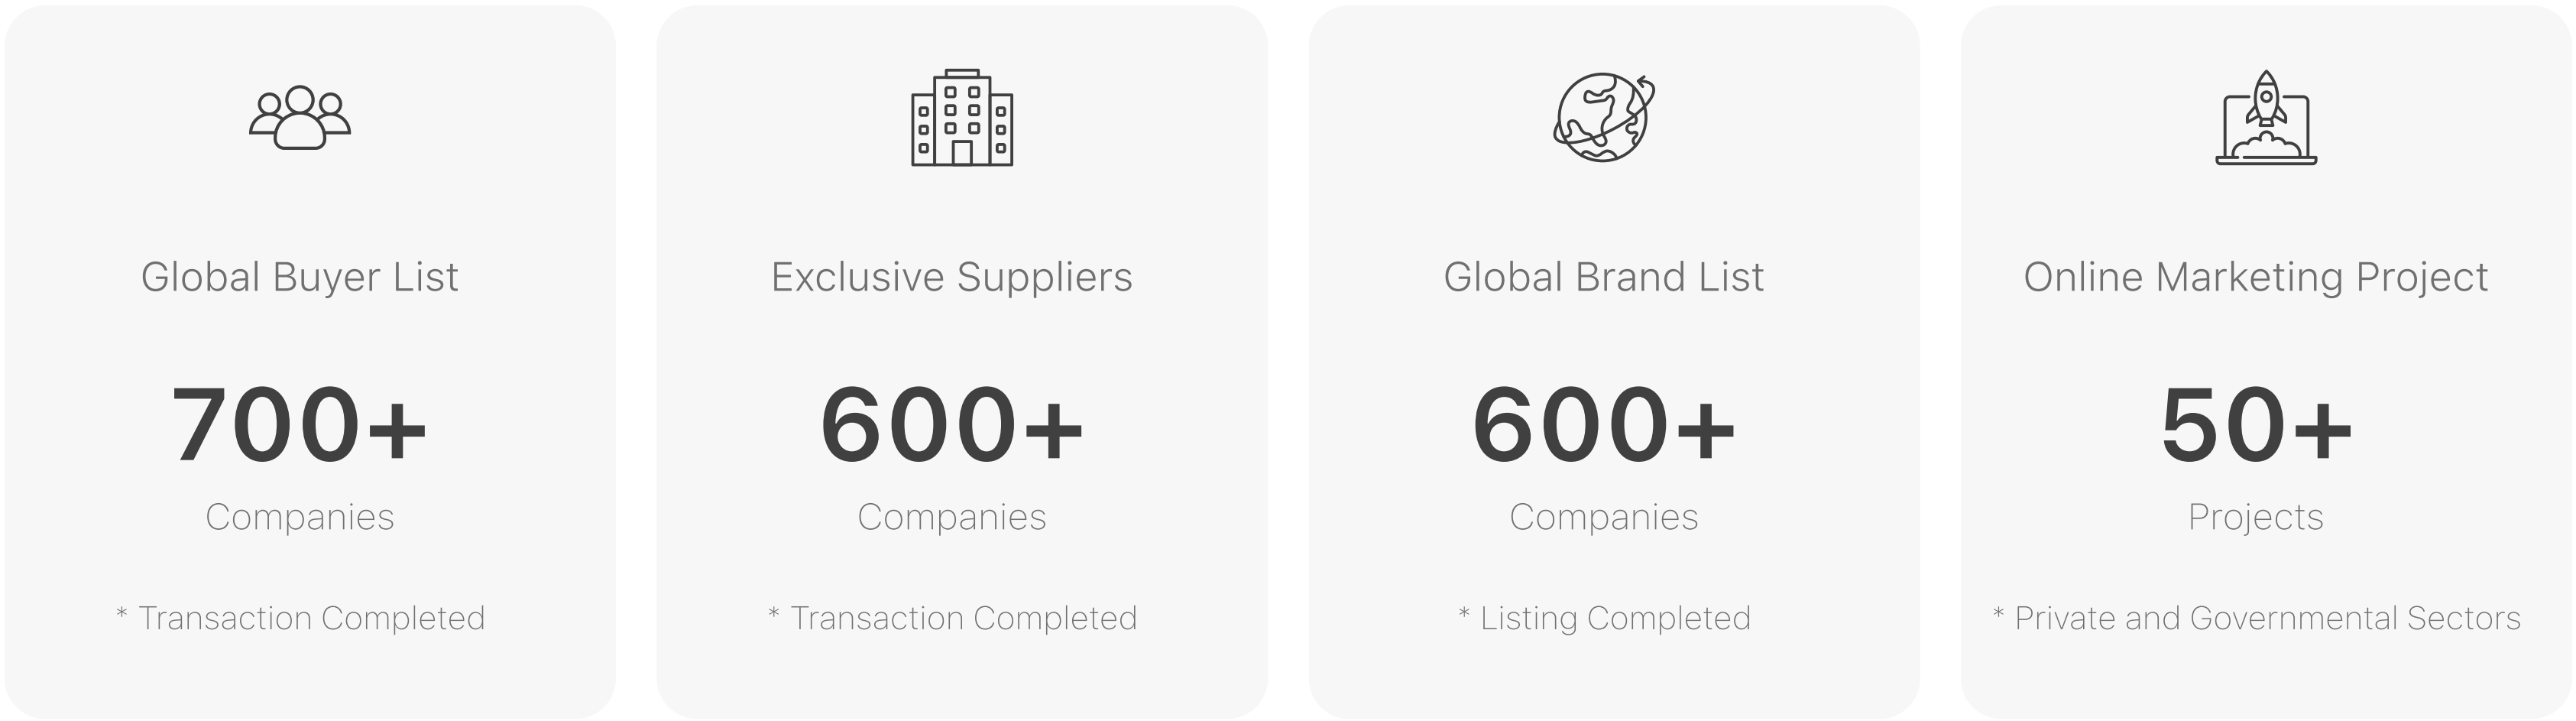 Global Buyer List
700+
Companies
* Transaction Completed
Exclusive Suppliers
600+
Companies
* Transaction Completed
Global Brand List
600+
Companies
* Listing Completed
Online Marketing Project
50+
Projects
* Private and Governmental Sectors